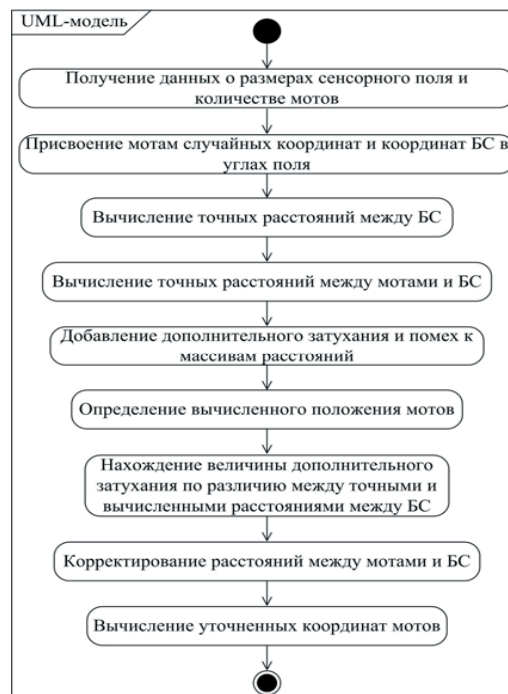 UML-модель
Получение данных о размерах сенсорного поля и
количестве мотов
Присвоение мотам случайных координат и координат БС в
углах поля
Вычисление точных расстояний между БС
Вычисление точных расстояний между мотами и БС
Добавление дополнительного затухания и помех к
массивам расстояний
Определение вычисленного положения мотов
Нахождение величины дополнительного
затухания по различию между точными и
вычисленными расстояниями между БС
Корректирование расстояний между мотами и БС
Вычисление уточненных координат мотов